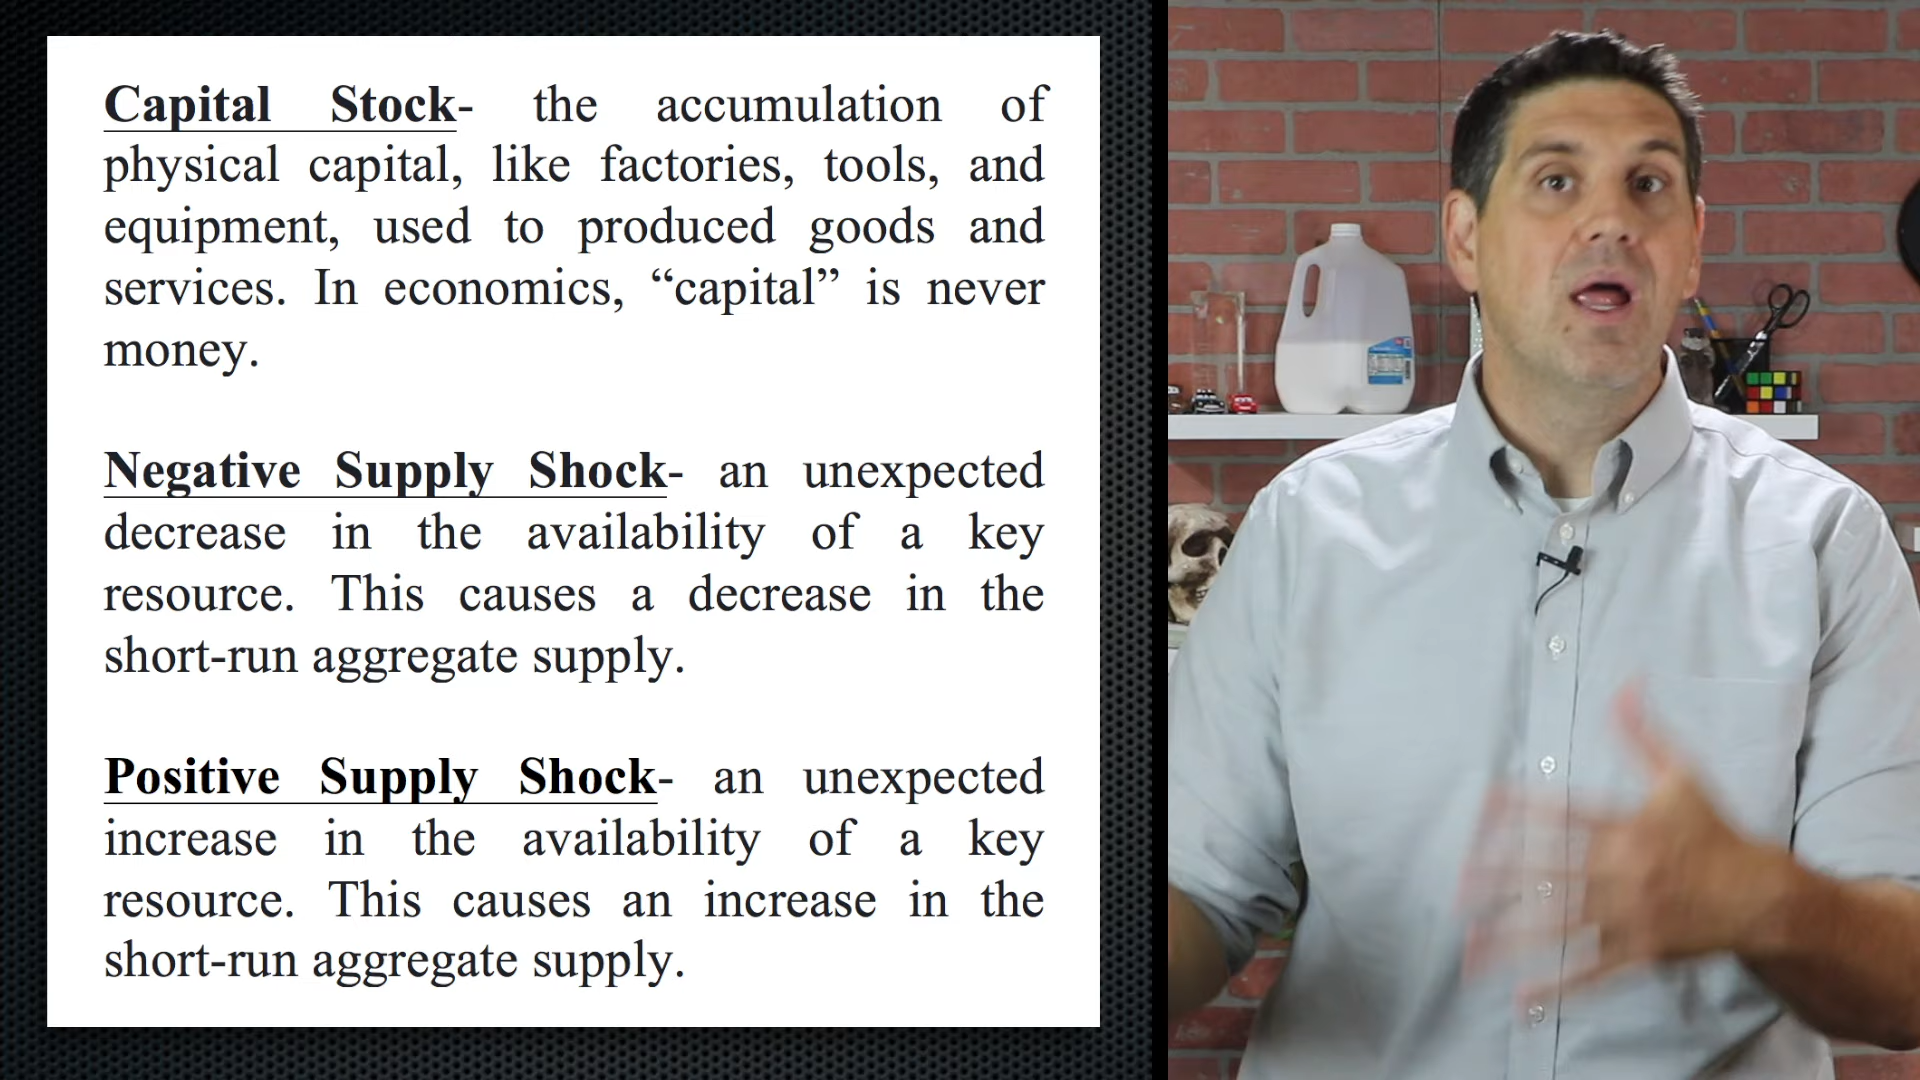 Capital Stock- the accumulation of
physical capital, like factories, tools, and
equipment, used to produced goods and
services. In economics, “capital” is never
money.
Negative Supply Shock- an unexpected
decrease in the availability of a key
resource. This causes a decrease in the
short-run aggregate supply.
Positive Supply Shock- an unexpected
increase in the availability of a key
resource. This causes an increase in the
short-run aggregate supply.